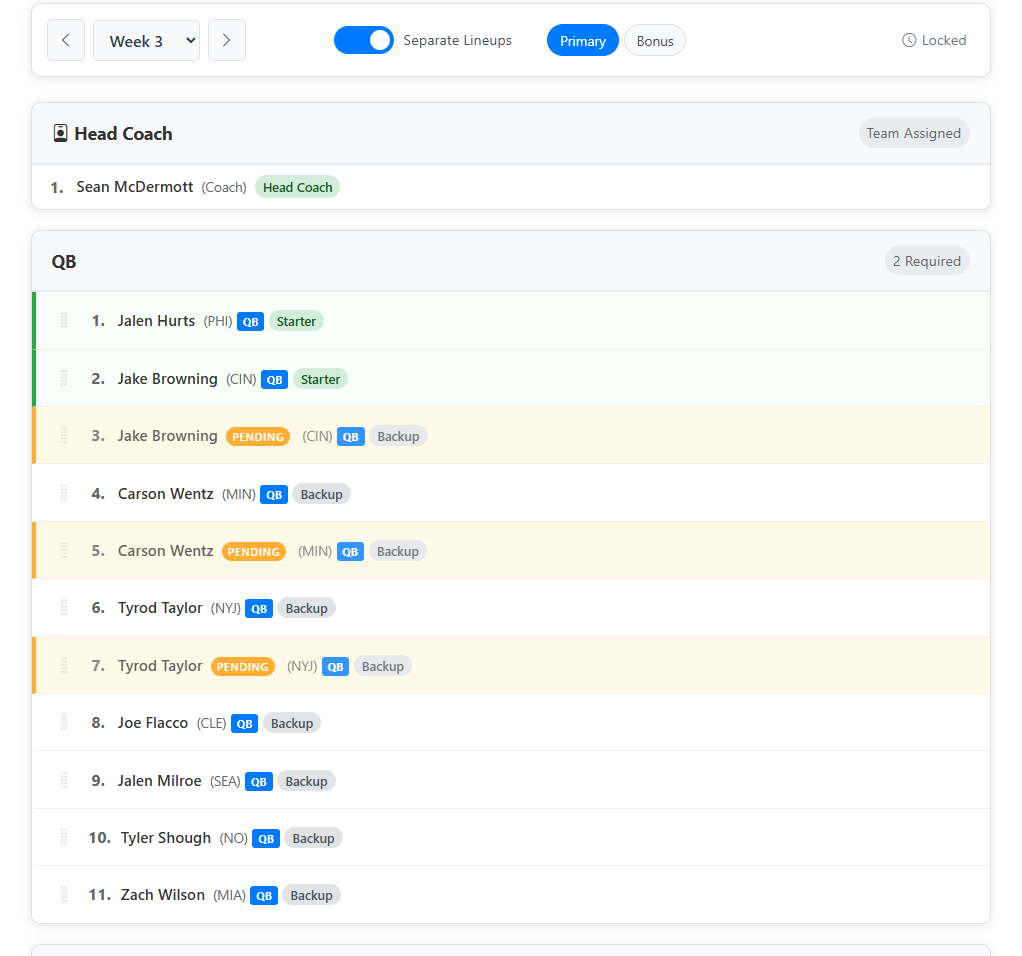 Week 3 Separate Lineups Primary Bonus Locked
Head Coach Team Assigned
1. Sean McDermott (Coach) Head Coach
QB 2 Required
1. Jalen Hurts (PHI) QB Starter
2. Jake Browning (CIN) QB Starter
3. Jake Browning PENDING (CIN) QB Backup
4. Carson Wentz (MIN) QB Backup
5. Carson Wentz PENDING (MIN) QB Backup
6. Tyrod Taylor (NYJ) QB Backup
7. Tyrod Taylor PENDING (NYJ) QB Backup
8. Joe Flacco (CLE) QB Backup
9. Jalen Milroe (SEA) QB Backup
10. Tyler Shough (NO) QB Backup
11. Zach Wilson (MIA) QB Backup